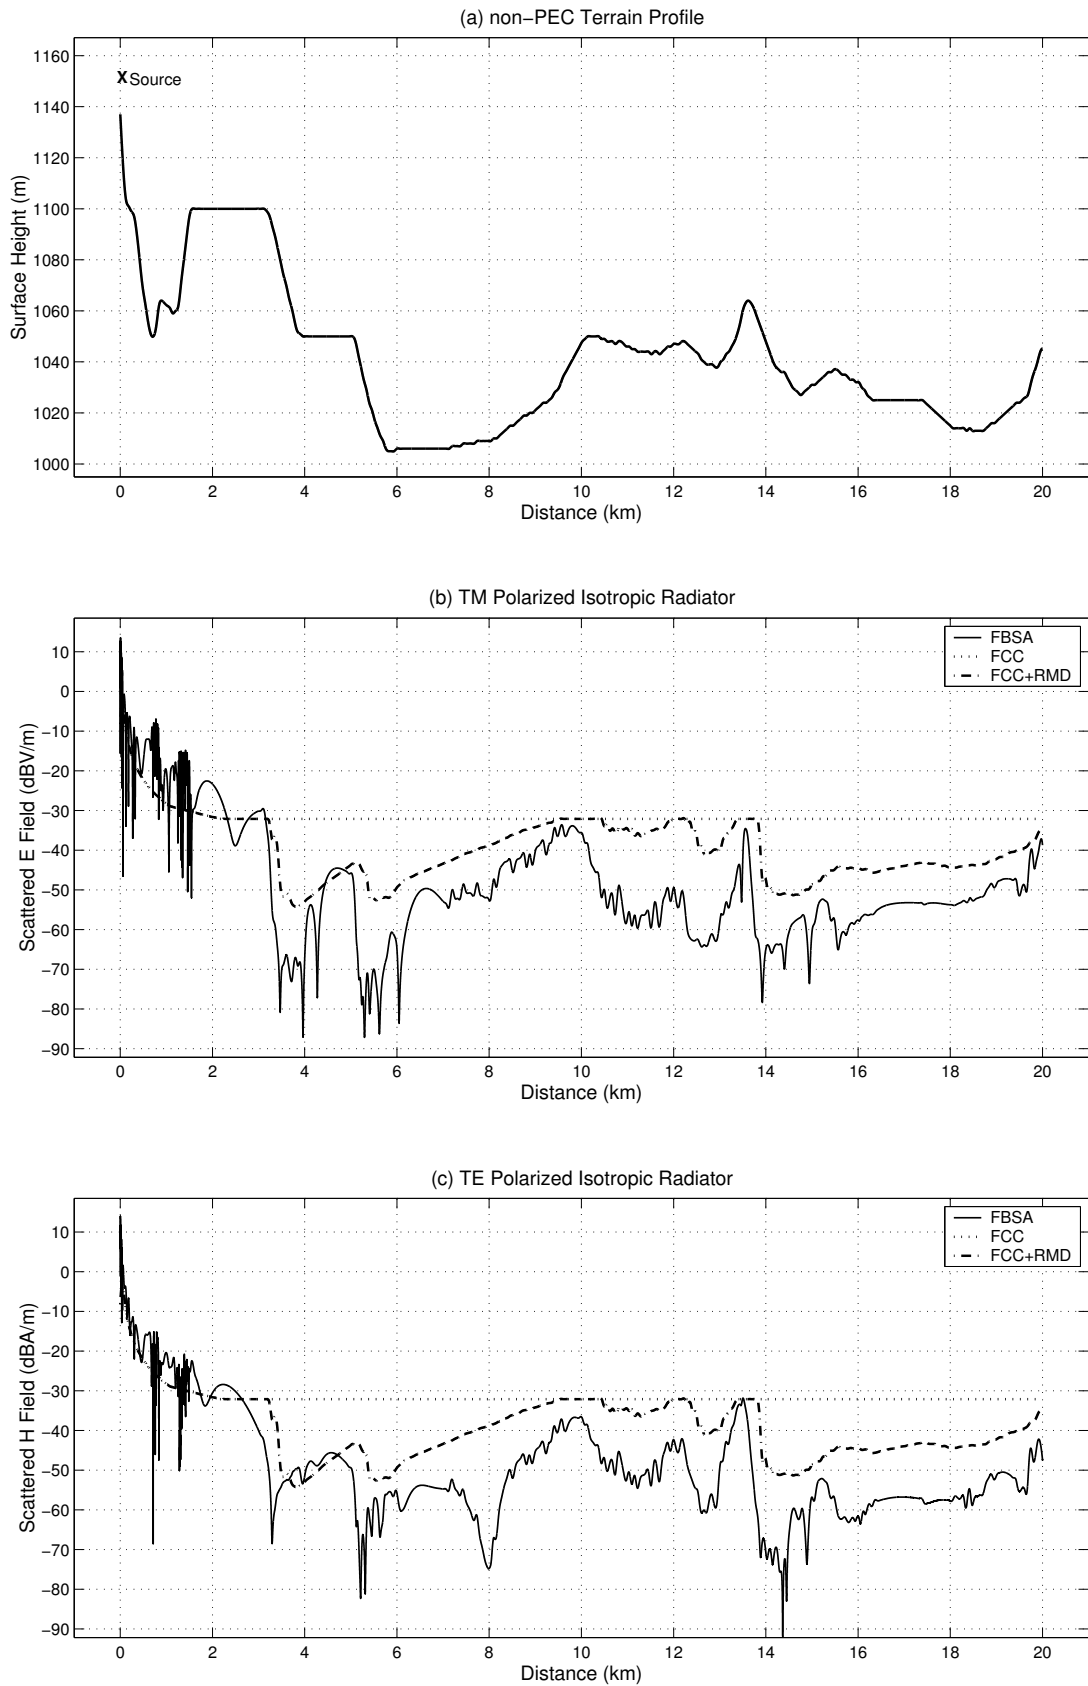 (a) non−PEC Terrain Profile
1160
1140
1120
1100
1080
1060
1040
1020
1000
Surface Height (m)
X Source
0 2 4 6 8 10 12 14 16 18 20
Distance (km)
(b) TM Polarized Isotropic Radiator
10
0
−10
−20
−30
−40
−50
−60
−70
−80
−90
Scattered E Field (dBV/m)
FBSA
FCC
FCC+RMD
0 2 4 6 8 10 12 14 16 18 20
Distance (km)
(c) TE Polarized Isotropic Radiator
10
0
−10
−20
−30
−40
−50
−60
−70
−80
−90
Scattered H Field (dBA/m)
FBSA
FCC
FCC+RMD
0 2 4 6 8 10 12 14 16 18 20
Distance (km)